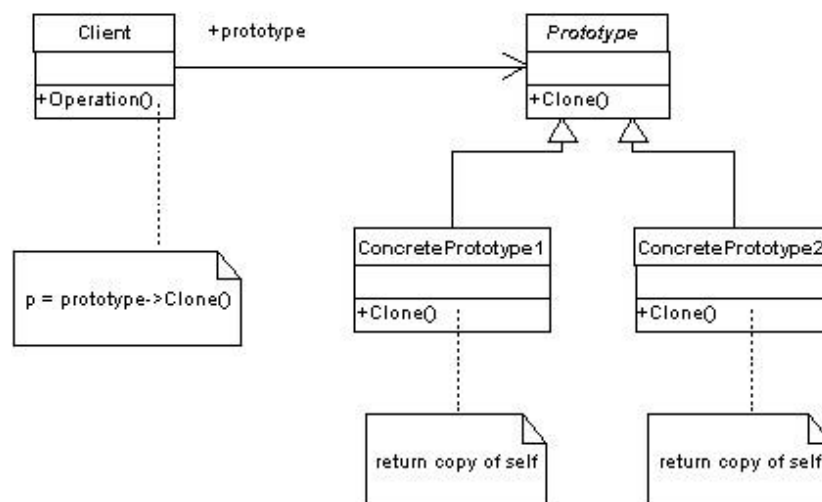 Client
+prototype
Prototype
+Operation()
+Clone()
ConcretePrototype1
ConcretePrototype2
p = prototype->Clone()
+Clone()
+Clone()
return copy of self
return copy of self